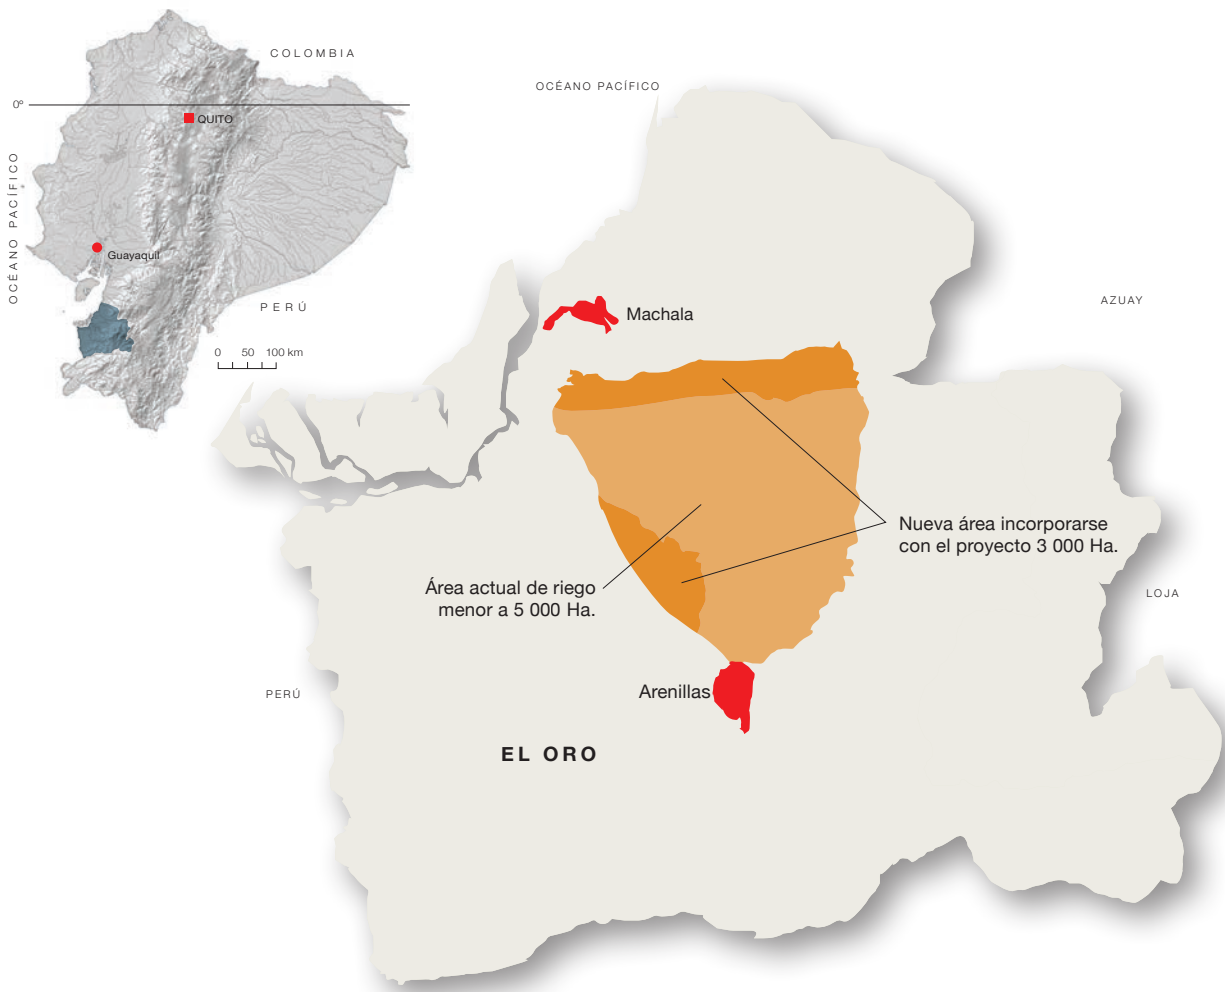 COLOMBIA
0º
QUITO
OCÉANO PACÍFICO
Guayaquil
PERÚ
0 50 100 km
OCÉANO PACÍFICO
Machala
AZUAY
Nueva área incorporarse
con el proyecto 3 000 Ha.
Área actual de riego
menor a 5 000 Ha.
LOJA
PERÚ
Arenillas
EL ORO